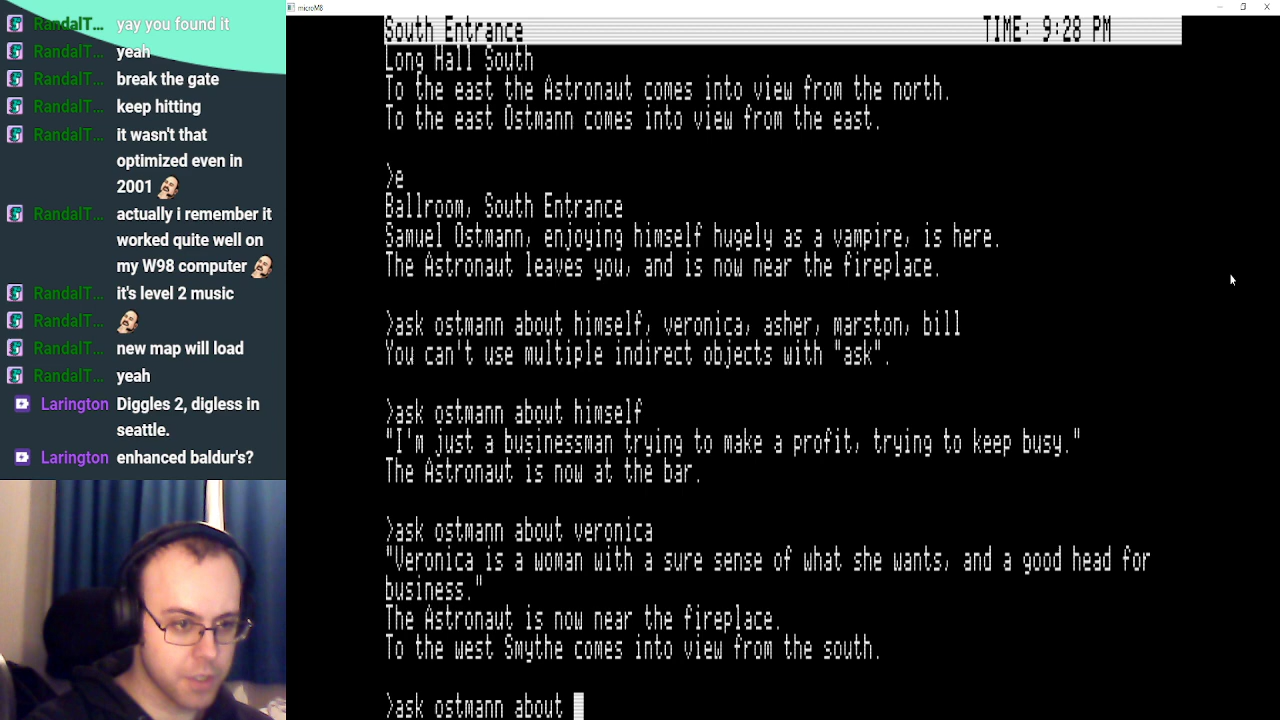 RandalT... yay you found it
RandalT... yeah
RandalT... break the gate
RandalT... keep hitting
RandalT... it wasn't that
optimized even in
2001
RandalT... actually i remember it
worked quite well on
my W98 computer
RandalT... it's level 2 music
RandalT...
RandalT... new map will load
RandalT... yeah
Larington Diggles 2, digless in
seattle.
Larington enhanced baldur's?
microM8
South Entrance TIME: 9:28 PM
Long Hall South
To the east the Astronaut comes into view from the north.
To the east Ostmann comes into view from the east.
>e
Ballroom, South Entrance
Samuel Ostmann, enjoying himself hugely as a vampire, is here.
The Astronaut leaves you, and is now near the fireplace.
>ask ostmann about himself, veronica, asher, marston, bill
You can't use multiple indirect objects with "ask".
>ask ostmann about himself
"I'm just a businessman trying to make a profit, trying to keep busy."
The Astronaut is now at the bar.
>ask ostmann about veronica
"Veronica is a woman with a sure sense of what she wants, and a good head for
business."
The Astronaut is now near the fireplace.
To the west Smythe comes into view from the south.
>ask ostmann about